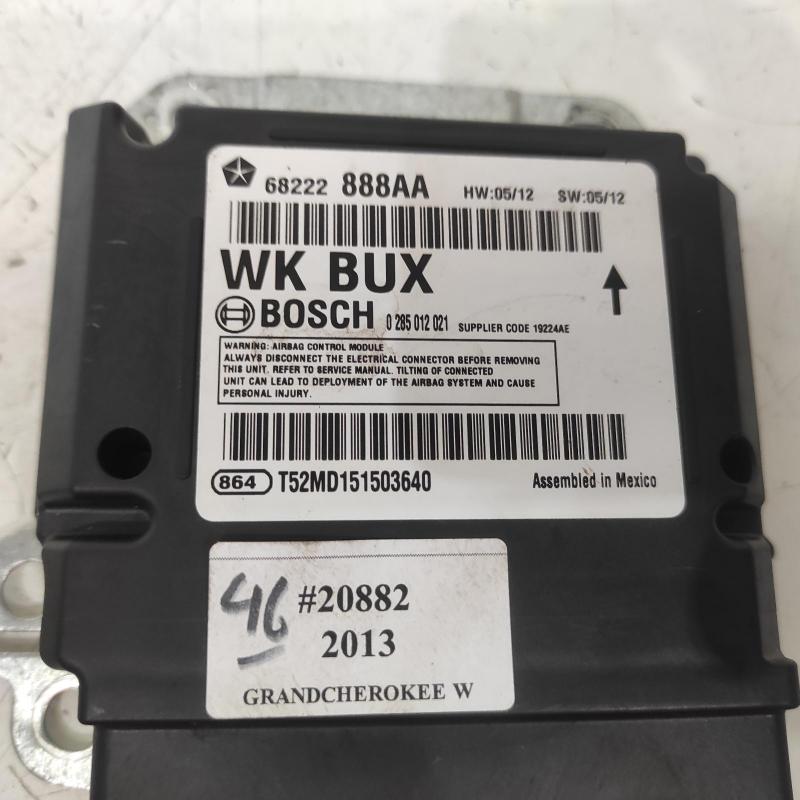 68222 888AA HW:05/12 SW:05/12
WK BUX
BOSCH 0 285 012 021 SUPPLIER CODE 19224AE
WARNING: AIRBAG CONTROL MODULE
ALWAYS DISCONNECT THE ELECTRICAL CONNECTOR BEFORE REMOVING
THIS UNIT. REFER TO SERVICE MANUAL. TILTING OF CONNECTED
UNIT CAN LEAD TO DEPLOYMENT OF THE AIRBAG SYSTEM AND CAUSE
PERSONAL INJURY.
864 T52MD151503640 Assembled in Mexico
46 #20882
2013
GRANDCHEROKEE W